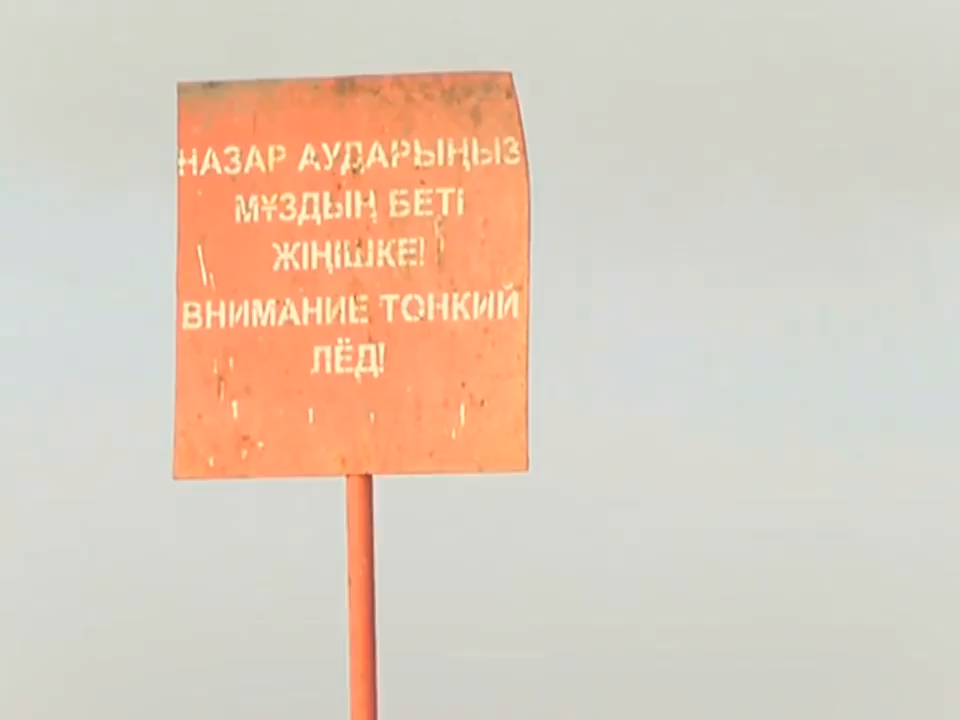 НАЗАР АУДАРЫҢЫЗ
МҰЗДЫҢ БЕТІ
ЖІҢІШКЕ!
ВНИМАНИЕ ТОНКИЙ
ЛЁД!